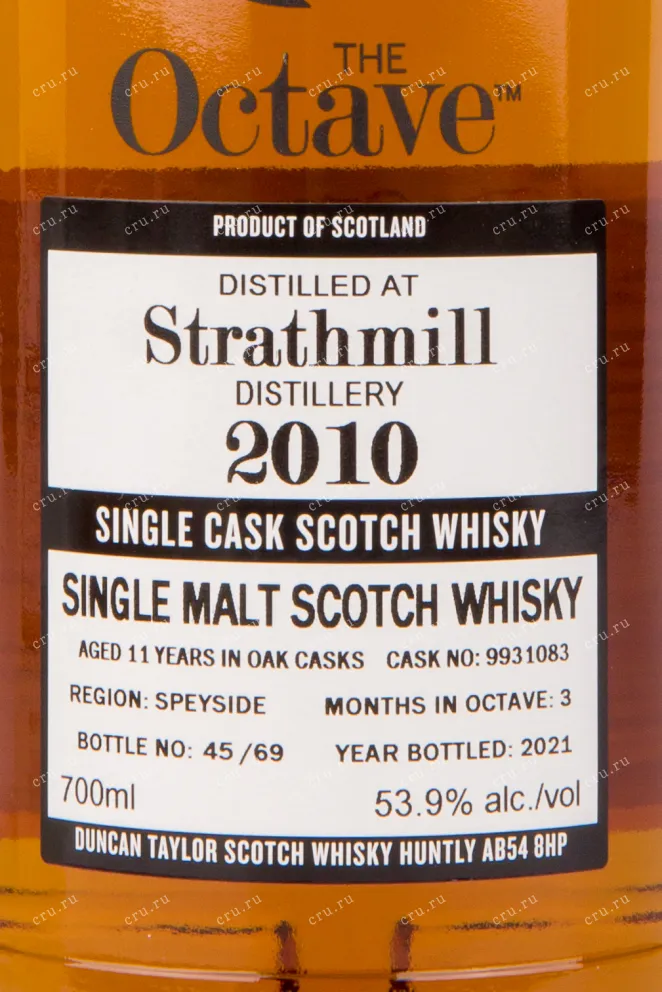 THE
Octave™
PRODUCT OF SCOTLAND
DISTILLED AT
Strathmill
DISTILLERY
2010
SINGLE CASK SCOTCH WHISKY
SINGLE MALT SCOTCH WHISKY
AGED 11 YEARS IN OAK CASKS CASK NO: 9931083
REGION: SPEYSIDE MONTHS IN OCTAVE: 3
BOTTLE NO: 45/69 YEAR BOTTLED: 2021
700ml 53.9% alc./vol
DUNCAN TAYLOR SCOTCH WHISKY HUNTLY AB54 8HP
cru.ru